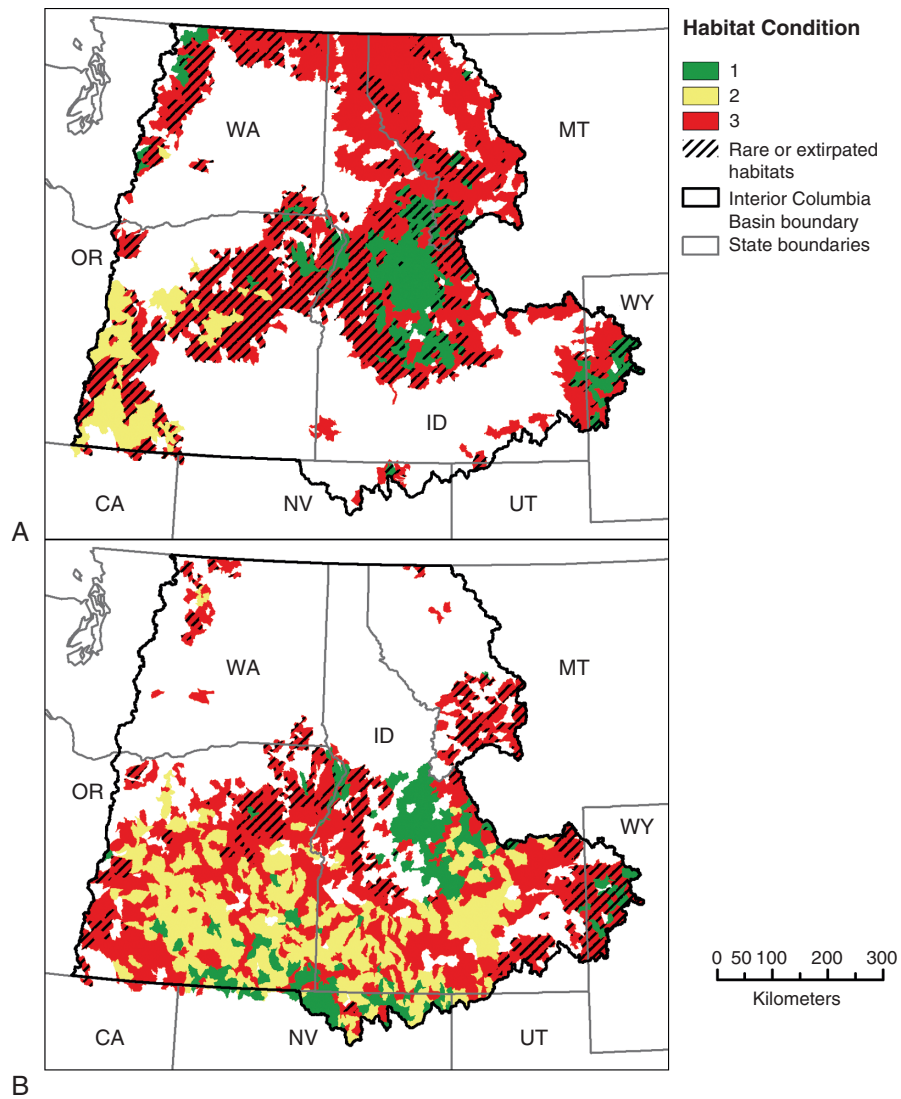 WA
MT
OR
WY
ID
CA
NV
UT
A
WA
MT
ID
OR
WY
CA
NV
UT
B
Habitat Condition
1
2
3
Rare or extirpated
habitats
Interior Columbia
Basin boundary
State boundaries
0 50 100 200 300
Kilometers